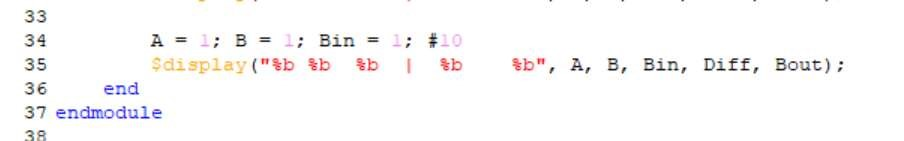 33
34 A = 1; B = 1; Bin = 1; #10
35 $display("%b %b  %b  |  %b    %b", A, B, Bin, Diff, Bout);
36 end
37 endmodule
38